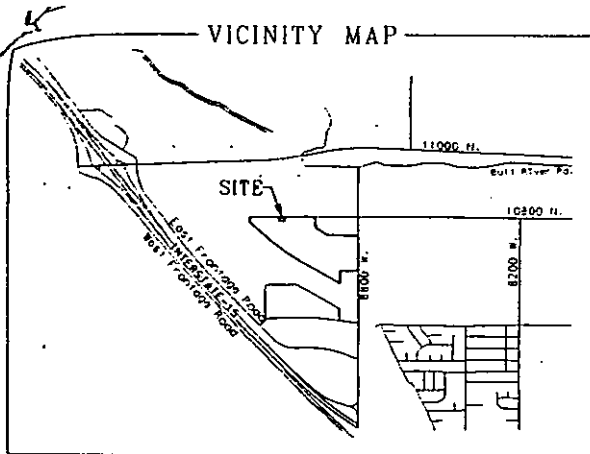 VICINITY MAP
11000 N.
Bull River Rd.
SITE
10800 N.
East Frontage Road
INTERSTATE-15
West Frontage Road
8800 W.
8200 W.